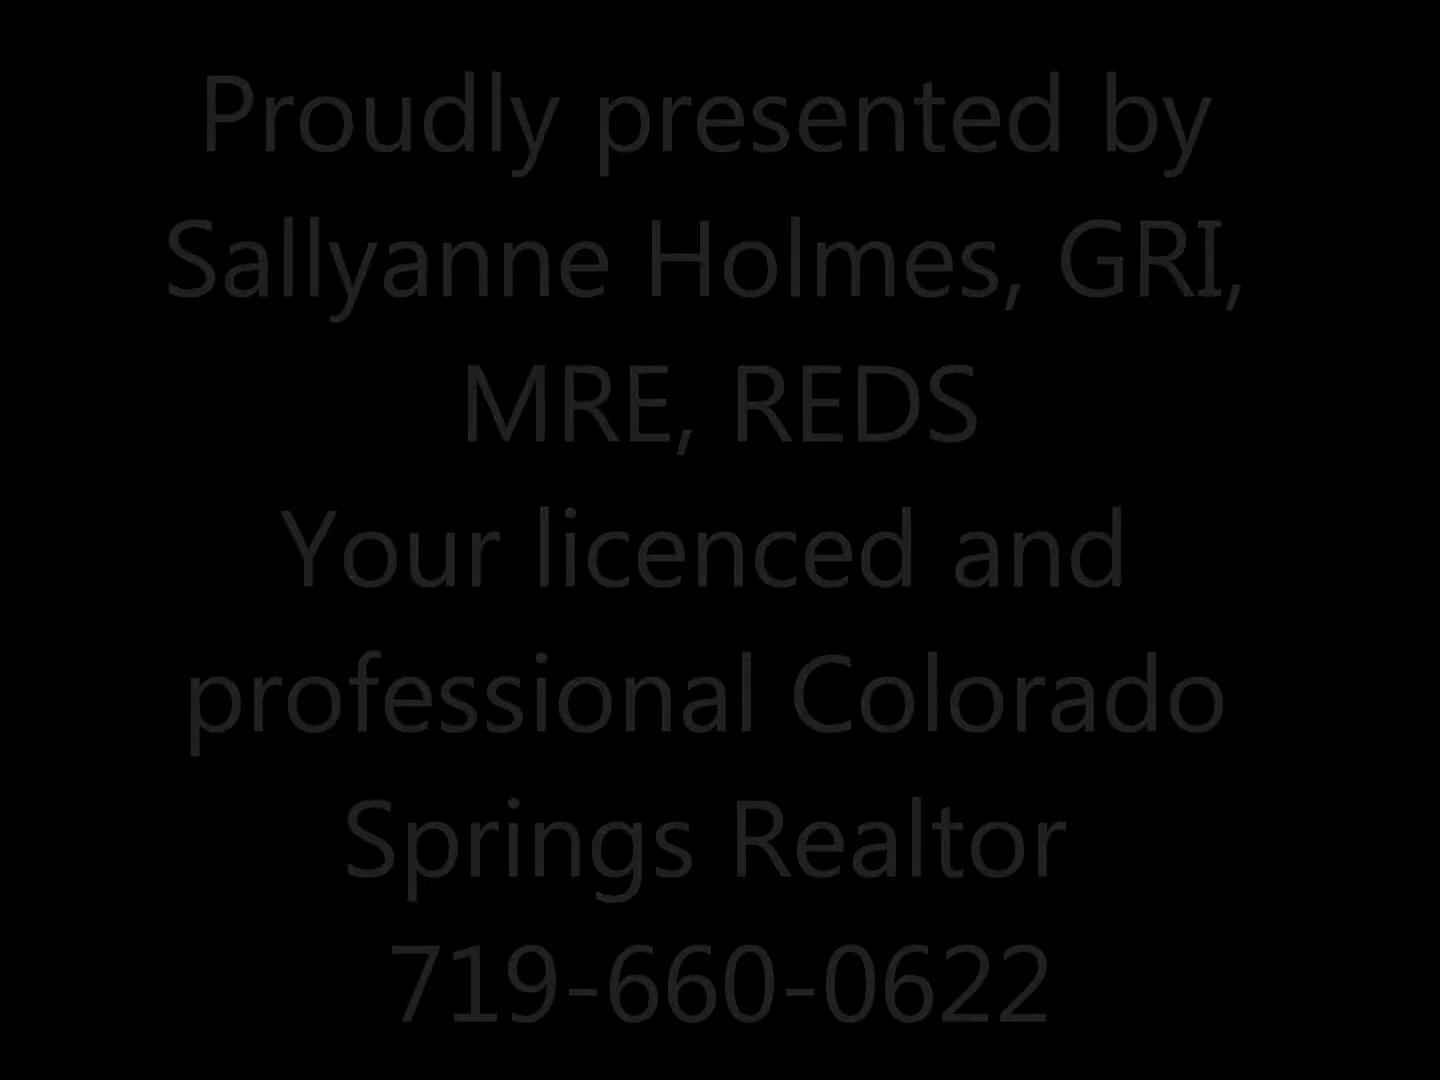 Proudly presented by
Sallyanne Holmes, GRI,
MRE, REDS
Your licenced and
professional Colorado
Springs Realtor
719-660-0622